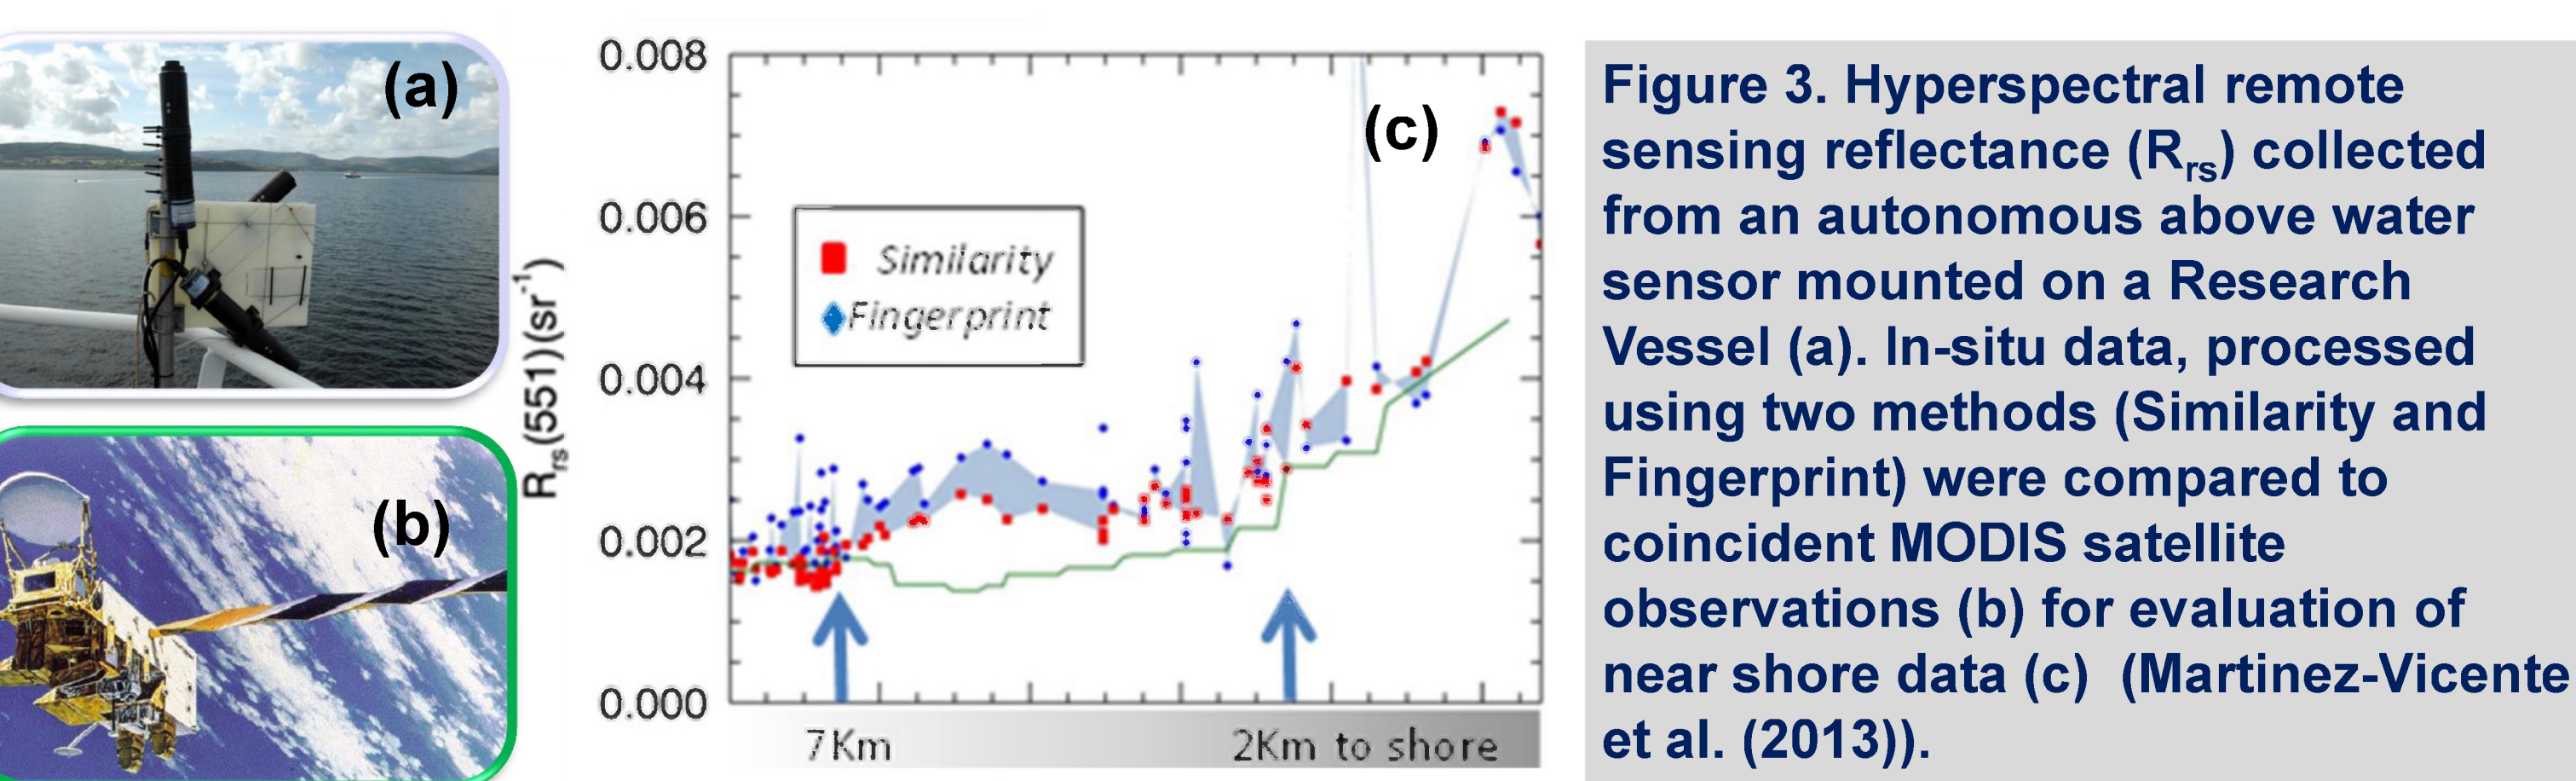 (a)
(b)
(c)
R_rs(551)(sr^-1)
0.008
0.006
0.004
0.002
0.000
Similarity
Fingerprint
7Km
2Km to shore
Figure 3. Hyperspectral remote
sensing reflectance (R_rs) collected
from an autonomous above water
sensor mounted on a Research
Vessel (a). In-situ data, processed
using two methods (Similarity and
Fingerprint) were compared to
coincident MODIS satellite
observations (b) for evaluation of
near shore data (c) (Martinez-Vicente
et al. (2013)).